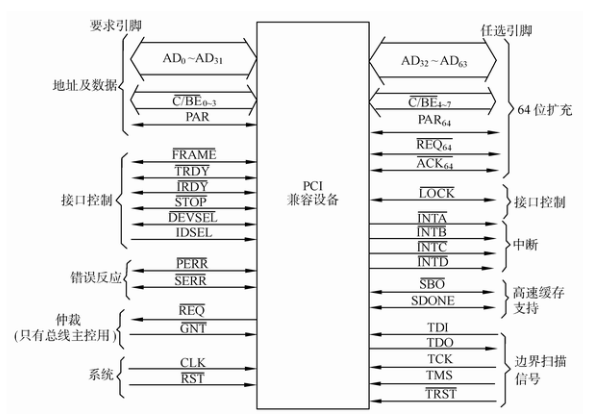 要求引脚
任选引脚
AD0~AD31
AD32~AD63
地址及数据
C/BE0~3
C/BE4~7
64 位扩充
PAR
PAR64
REQ64
ACK64
FRAME
TRDY
IRDY
STOP
DEVSEL
IDSEL
接口控制
PCI
兼容设备
LOCK
接口控制
INTA
INTB
INTC
INTD
中断
PERR
SERR
错误反应
SBO
SDONE
高速缓存
支持
REQ
GNT
仲裁
(只有总线主控用)
TDI
TDO
TCK
TMS
TRST
边界扫描
信号
CLK
RST
系统